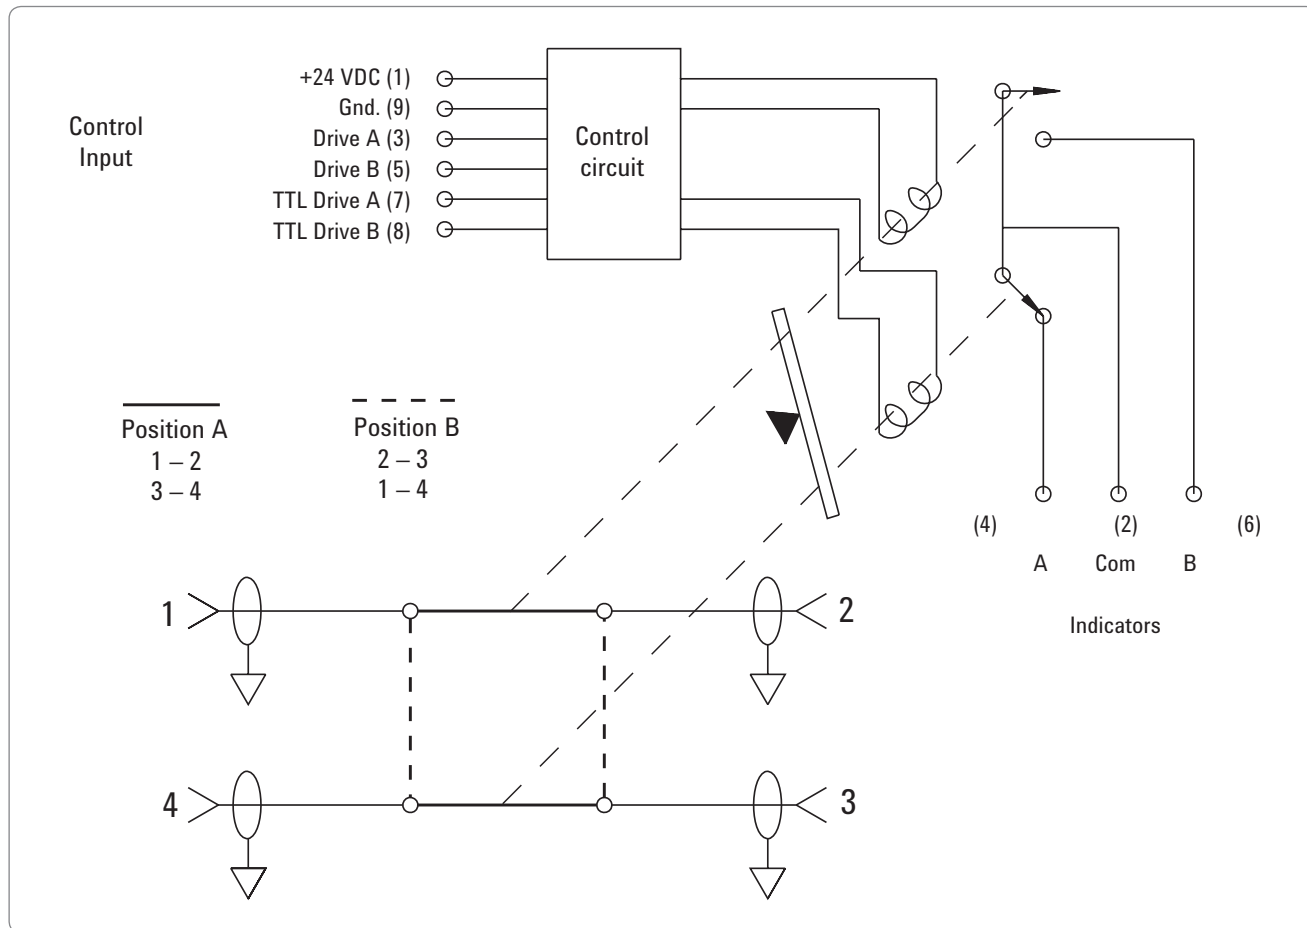 +24 VDC (1)
Gnd. (9)
Drive A (3)
Drive B (5)
TTL Drive A (7)
TTL Drive B (8)
Control
Input
Control
circuit
Position A
1 – 2
3 – 4
Position B
2 – 3
1 – 4
(4)
(2)
(6)
A
Com
B
Indicators
1
2
4
3